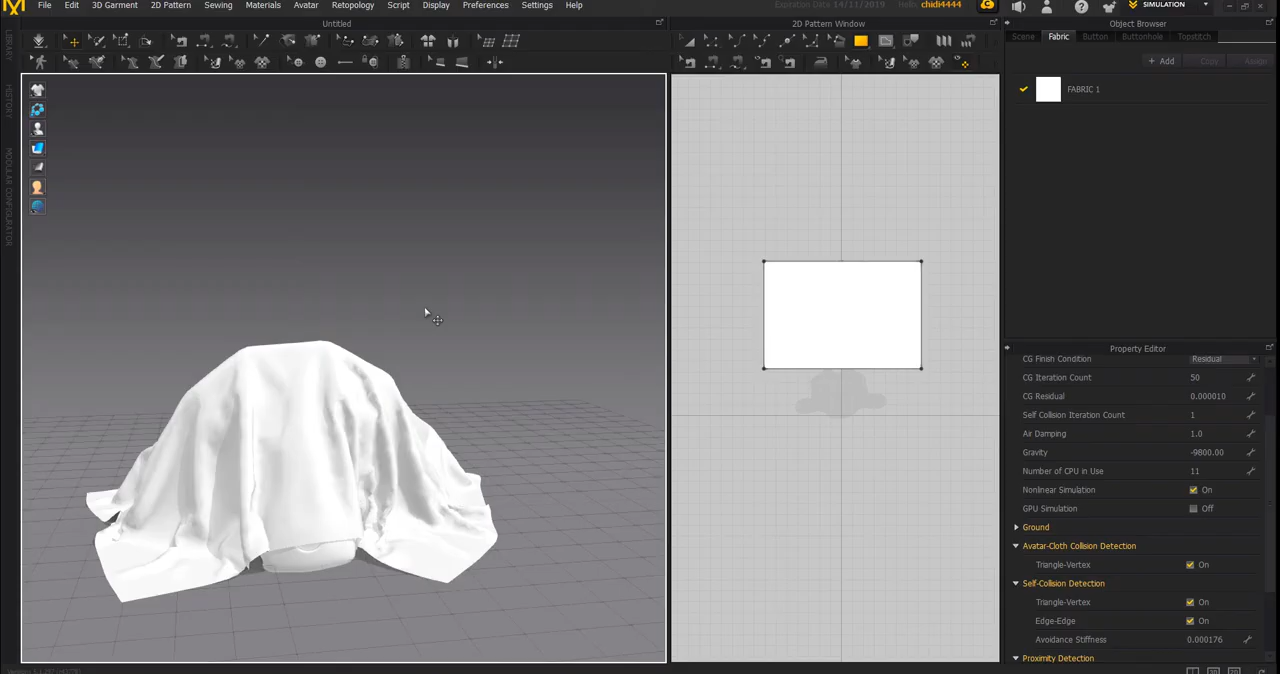 File Edit 3D Garment 2D Pattern Sewing Materials Avatar Retopology Script Display Preferences Settings Help
Expiration Date 14/11/2019 Hello, chidi4444 SIMULATION
Untitled
2D Pattern Window
Object Browser
Scene Fabric Button Buttonhole Topstitch
+ Add Copy Assign
FABRIC 1
LIBRARY
HISTORY
MODULAR CONFIGURATOR
Property Editor
CG Finish Condition Residual
CG Iteration Count 50
CG Residual 0.000010
Self Collision Iteration Count 1
Air Damping 1.0
Gravity -9800.00
Number of CPU in Use 11
Nonlinear Simulation On
GPU Simulation Off
Ground
Avatar-Cloth Collision Detection
Triangle-Vertex On
Self-Collision Detection
Triangle-Vertex On
Edge-Edge On
Avoidance Stiffness 0.000176
Proximity Detection